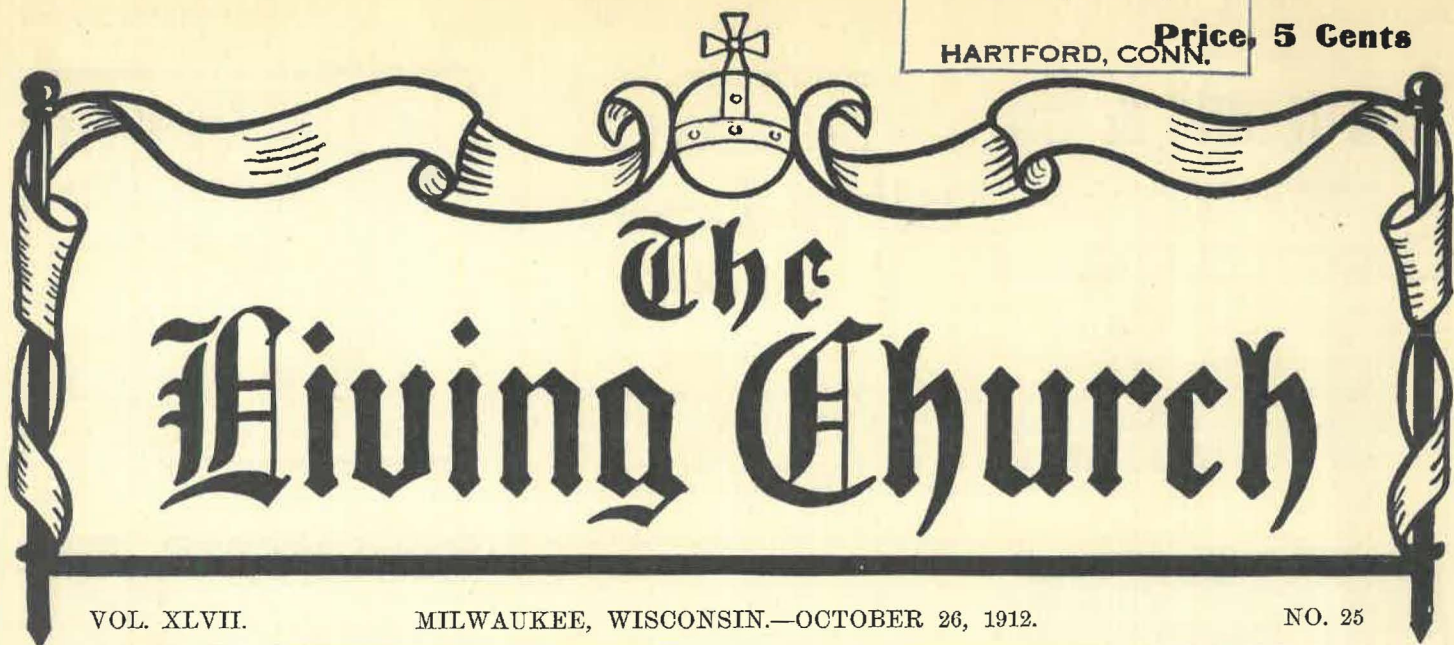 HARTFORD, CONN.
Price, 5 Cents
The
Living Church
VOL. XLVII. MILWAUKEE, WISCONSIN.—OCTOBER 26, 1912. NO. 25